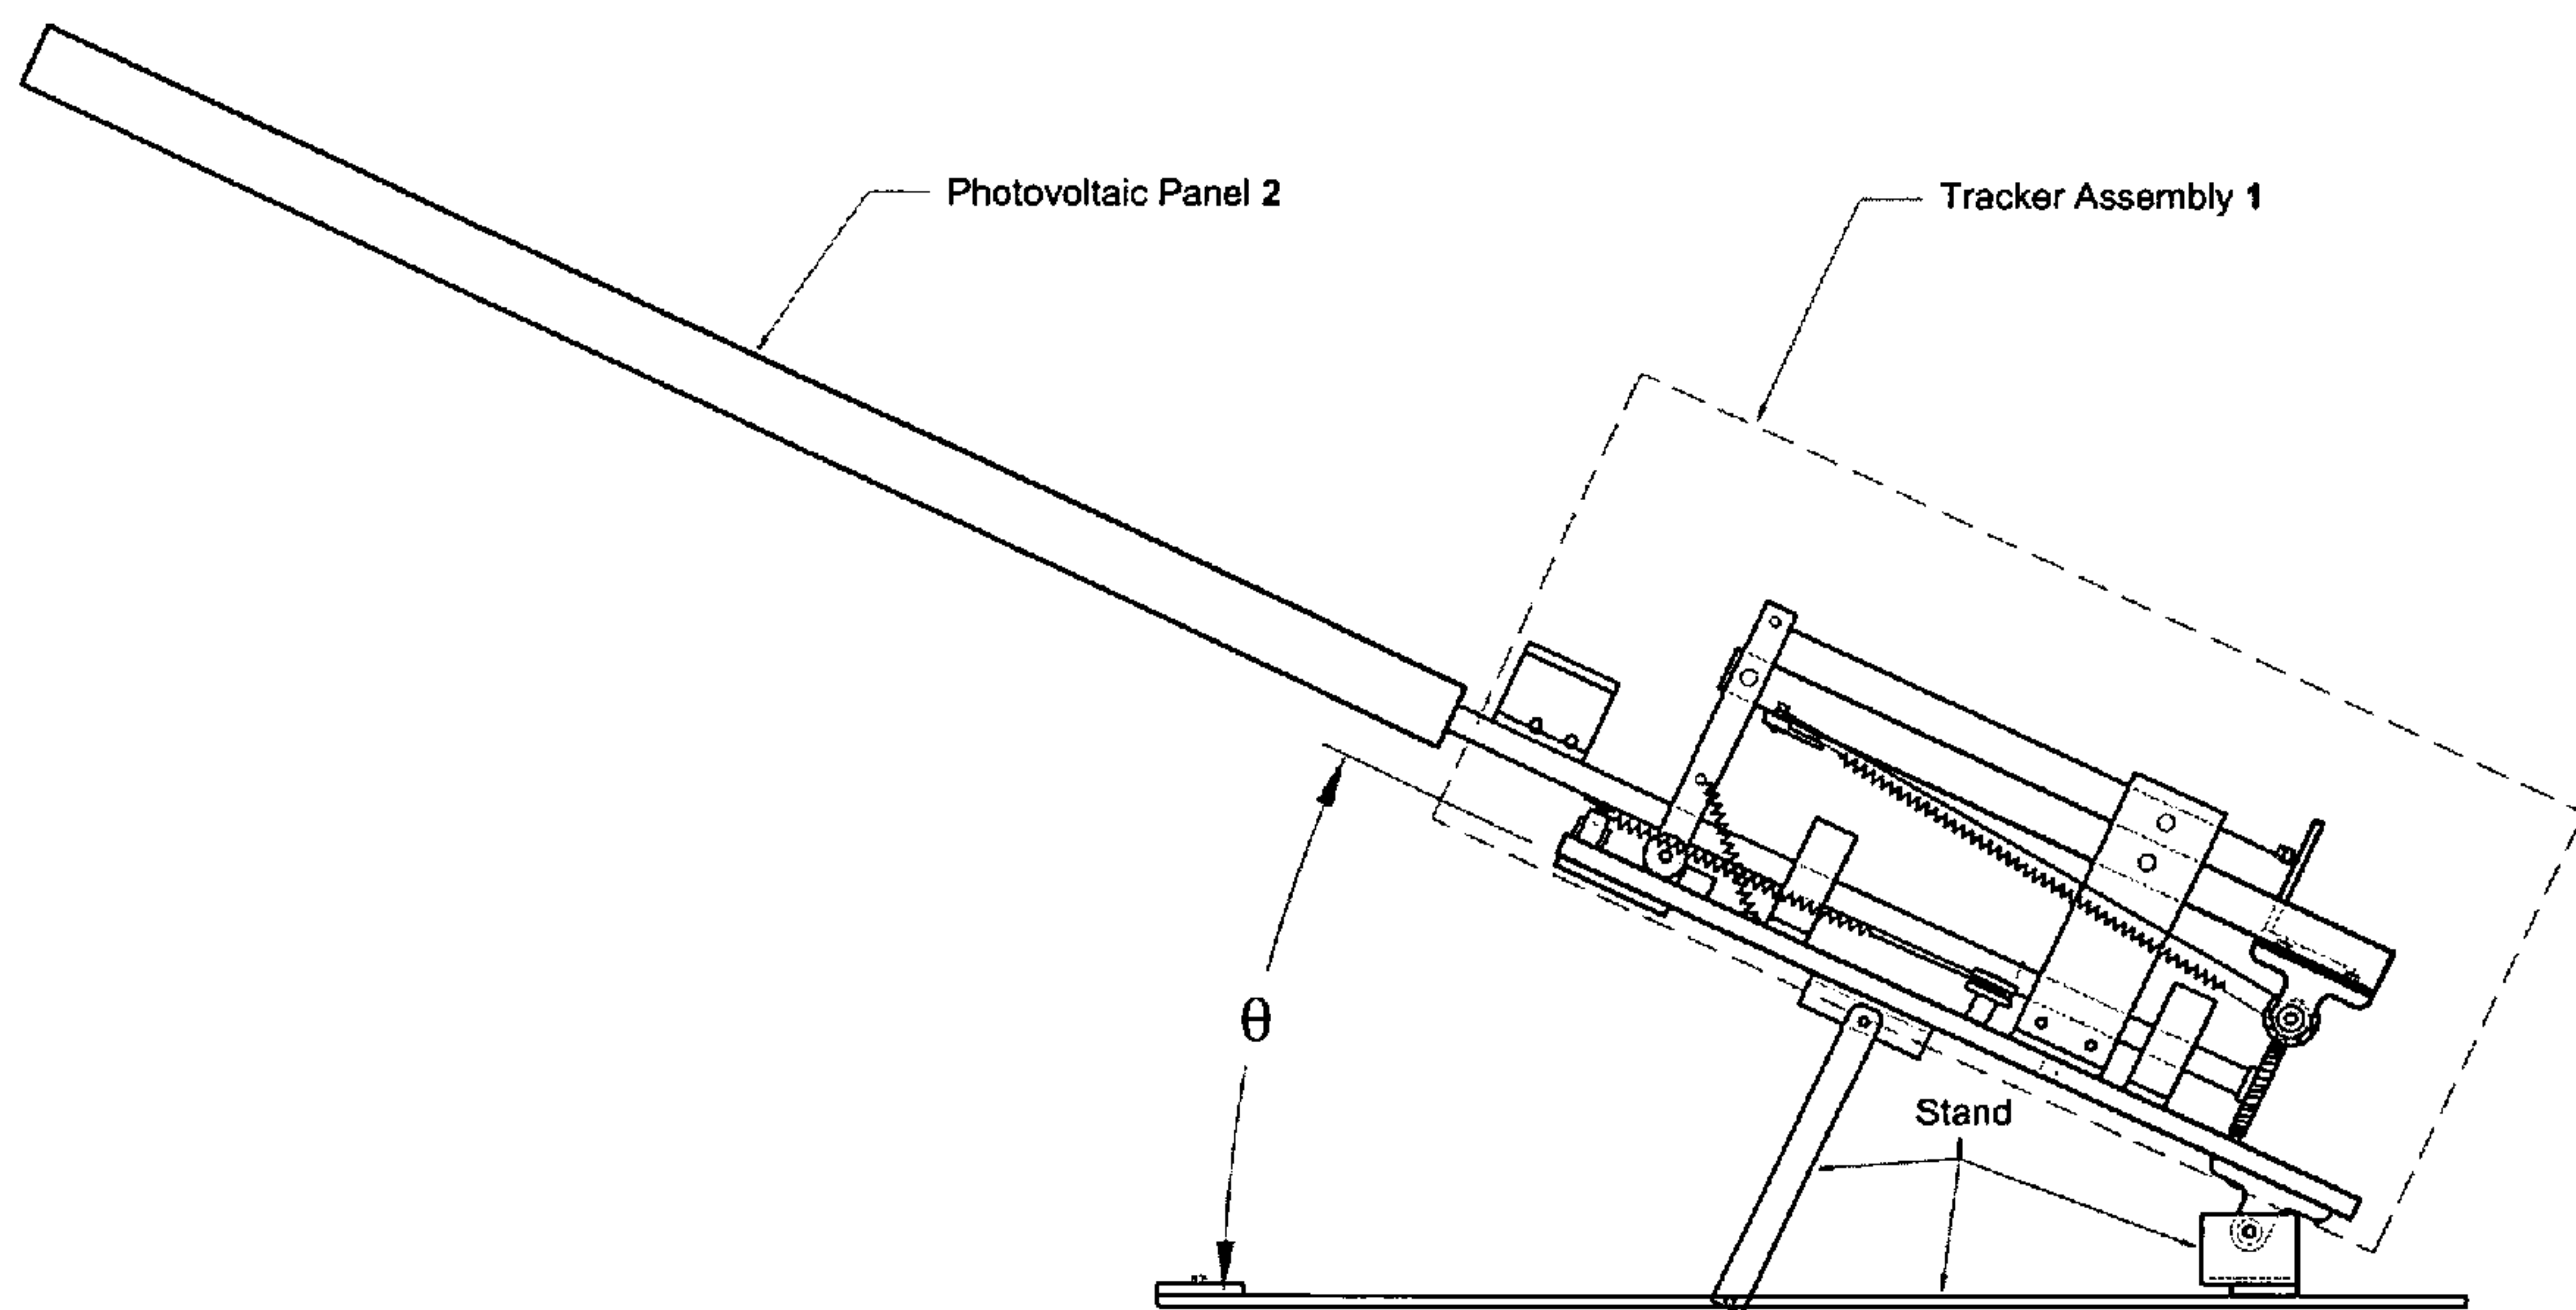 Photovoltaic Panel 2
Tracker Assembly 1
θ
Stand